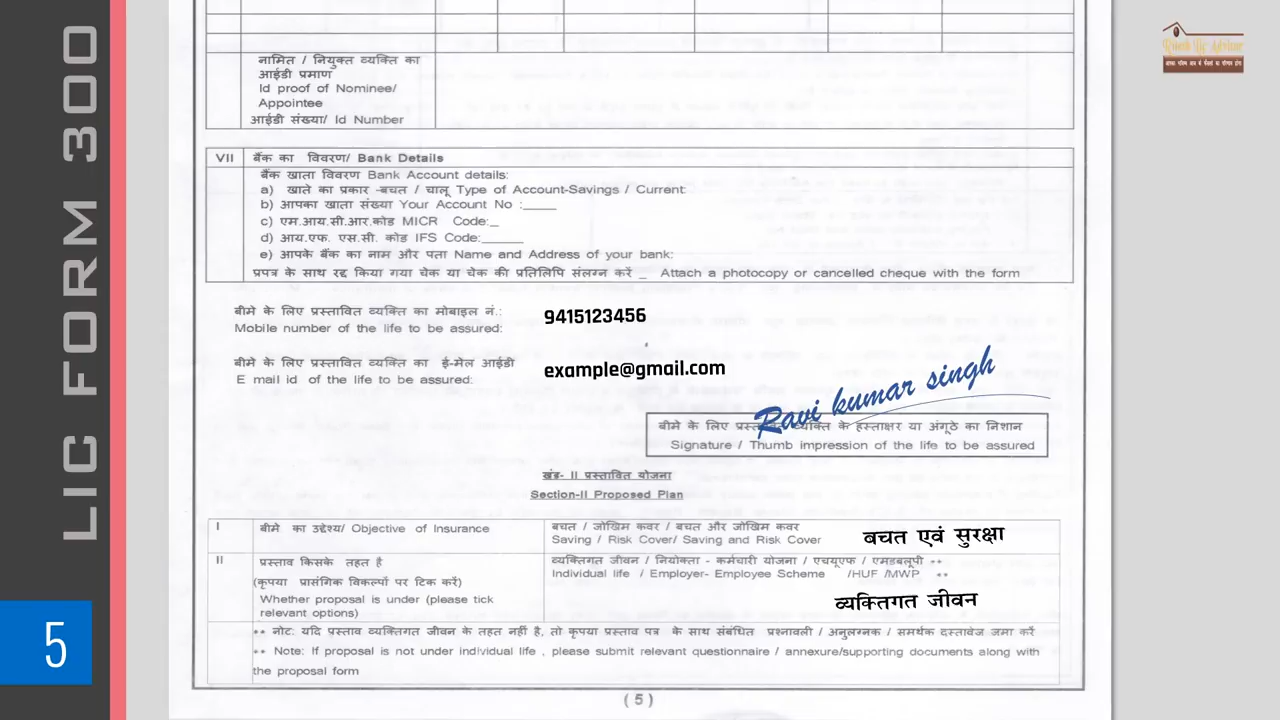 LIC FORM 300
5
नामित / नियुक्त व्यक्ति का
आईडी प्रमाण
Id proof of Nominee/
Appointee
आईडी संख्या/ Id Number
VII बैंक का विवरण/ Bank Details
बैंक खाता विवरण Bank Account details:
a) खाते का प्रकार -बचत / चालू Type of Account-Savings / Current:
b) आपका खाता संख्या Your Account No :_____
c) एम.आय.सी.आर.कोड MICR Code:_
d) आय.एफ. एस.सी. कोड IFS Code:______
e) आपके बैंक का नाम और पता Name and Address of your bank:
प्रपत्र के साथ रद्द किया गया चेक या चेक की प्रतिलिपि संलग्न करें _ Attach a photocopy or cancelled cheque with the form
बीमे के लिए प्रस्तावित व्यक्ति का मोबाइल नं.:
Mobile number of the life to be assured:
9415123456
बीमे के लिए प्रस्तावित व्यक्ति का ई-मेल आईडी
E mail id of the life to be assured:
example@gmail.com
Ravi kumar singh
बीमे के लिए प्रस्तावित व्यक्ति के हस्ताक्षर या अंगूठे का निशान
Signature / Thumb impression of the life to be assured
खंड- II प्रस्तावित योजना
Section-II Proposed Plan
I बीमे का उद्देश्य/ Objective of Insurance
बचत / जोखिम कवर / बचत और जोखिम कवर
Saving / Risk Cover/ Saving and Risk Cover
बचत एवं सुरक्षा
II प्रस्ताव किसके तहत है
(कृपया प्रासंगिक विकल्पों पर टिक करें)
Whether proposal is under (please tick
relevant options)
व्यक्तिगत जीवन / नियोक्ता - कर्मचारी योजना / एचयूएफ / एमडबलूपी **
Individual life / Employer- Employee Scheme /HUF /MWP **
व्यक्तिगत जीवन
** नोट: यदि प्रस्ताव व्यक्तिगत जीवन के तहत नहीं है, तो कृपया प्रस्ताव पत्र के साथ संबंधित प्रश्नावली / अनुलग्नक / समर्थक दस्तावेज जमा करें
** Note: If proposal is not under individual life , please submit relevant questionnaire / annexure/supporting documents along with
the proposal form
( 5 )